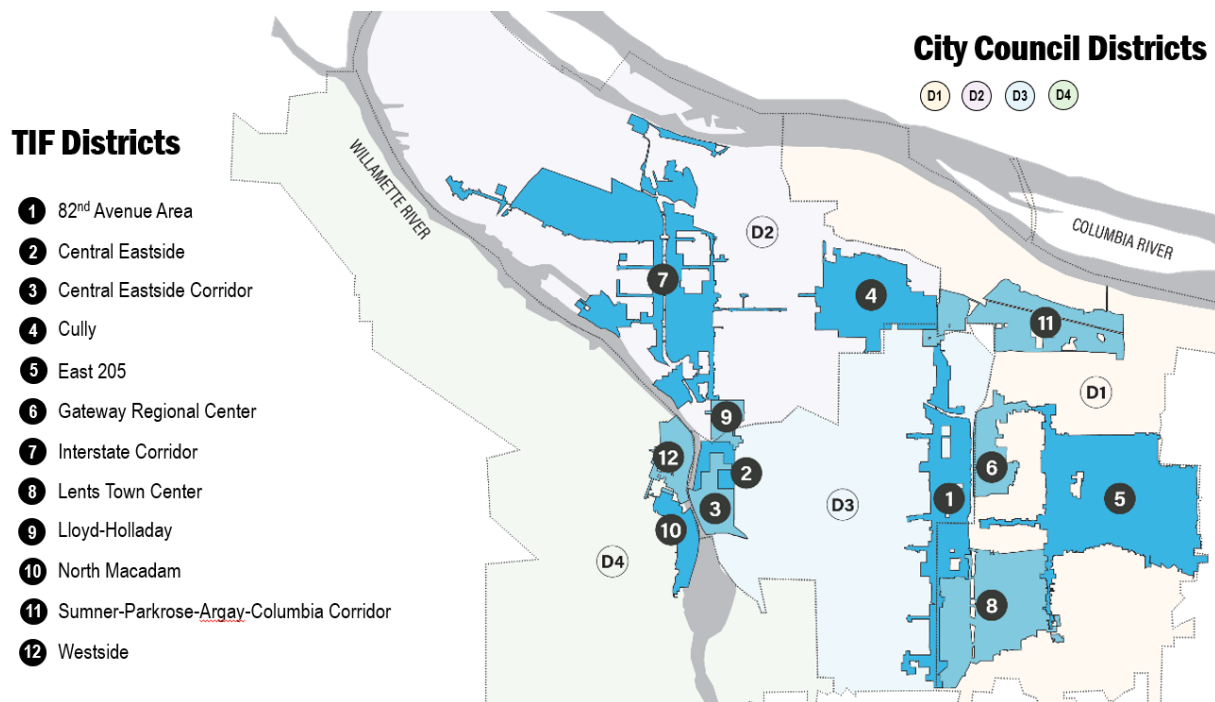 City Council Districts
D1 D2 D3 D4
TIF Districts
1 82nd Avenue Area
2 Central Eastside
3 Central Eastside Corridor
4 Cully
5 East 205
6 Gateway Regional Center
7 Interstate Corridor
8 Lents Town Center
9 Lloyd-Holladay
10 North Macadam
11 Sumner-Parkrose-Argay-Columbia Corridor
12 Westside
WILLAMETTE RIVER
COLUMBIA RIVER
D2
7
4
11
D1
9
12
2
6
1
5
3
D3
10
D4
8